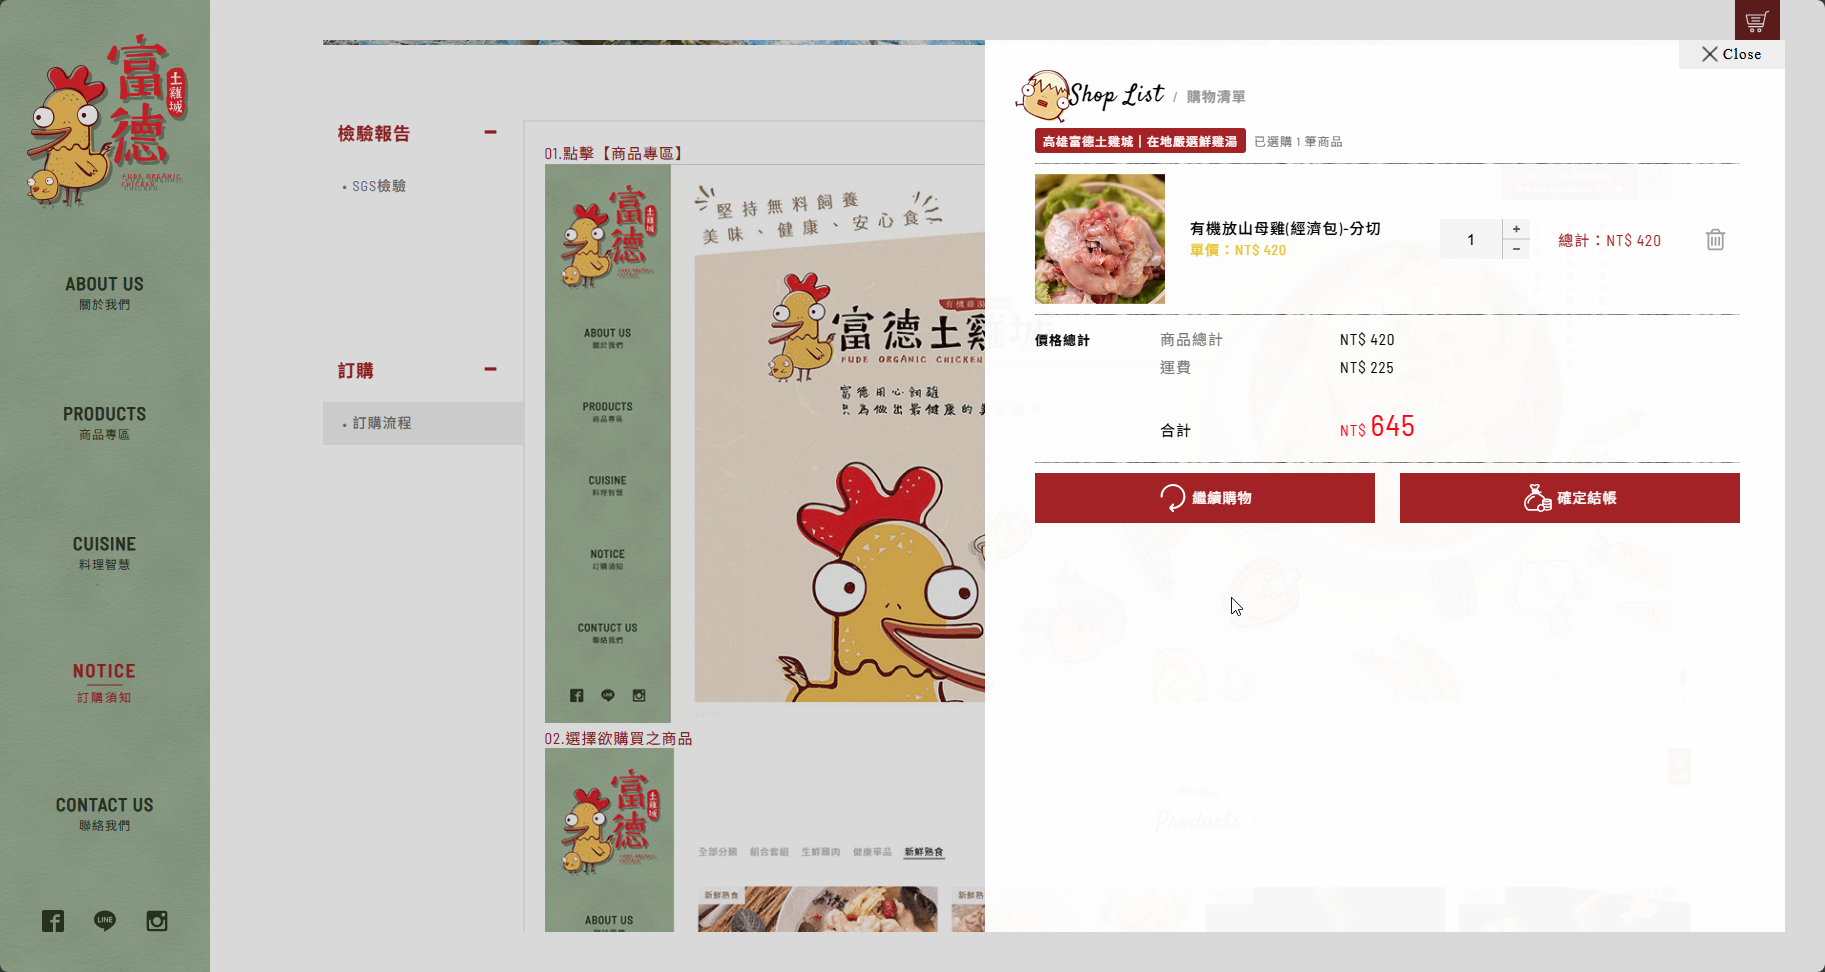 富德
土雞城
FUDE ORGANIC
CHICKEN
ABOUT US
關於我們
PRODUCTS
商品專區
CUISINE
料理智慧
NOTICE
訂購須知
CONTACT US
聯絡我們
LINE
檢驗報告
• SGS檢驗
訂購
• 訂購流程
01.點擊【商品專區】
富德
土雞城
ABOUT US
關於我們
PRODUCTS
商品專區
CUISINE
料理智慧
NOTICE
訂購須知
CONTUCT US
聯絡我們
堅持無料飼養
美味、健康、安心食
有機雞湯
富德土雞城
FUDE ORGANIC CHICKEN
富德用心飼雞
只為做出最健康的美
02.選擇欲購買之商品
富德
土雞城
ABOUT US
全部分類 組合套組 生鮮雞肉 健康單品 新鮮熟食
新鮮熟食
新鮮熟
Close
Shop List / 購物清單
高雄富德土雞城 | 在地嚴選鮮雞湯 已選購 1 筆商品
有機放山母雞(經濟包)-分切
單價：NT$ 420
1
+
−
總計：NT$ 420
價格總計 商品總計 NT$ 420
運費 NT$ 225
合計 NT$ 645
繼續購物
確定結帳
Products